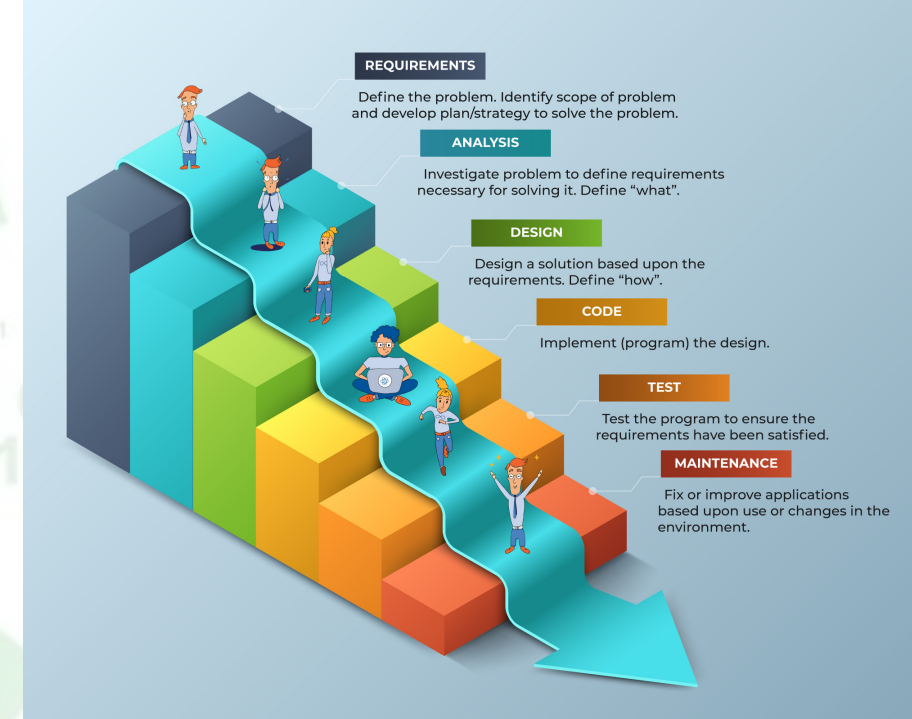 REQUIREMENTS
Define the problem. Identify scope of problem
and develop plan/strategy to solve the problem.
ANALYSIS
Investigate problem to define requirements
necessary for solving it. Define “what”.
DESIGN
Design a solution based upon the
requirements. Define “how”.
CODE
Implement (program) the design.
TEST
Test the program to ensure the
requirements have been satisfied.
MAINTENANCE
Fix or improve applications
based upon use or changes in the
environment.